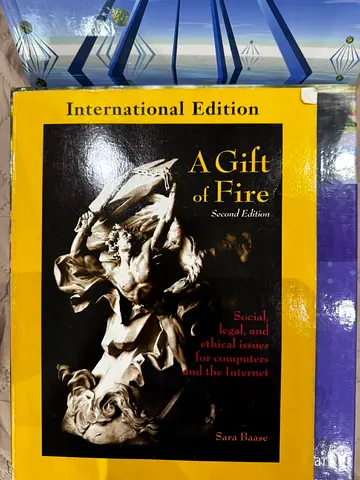 International Edition
A Gift
of Fire
Second Edition
Social,
legal, and
ethical issues
for computers
and the Internet
Sara Baase